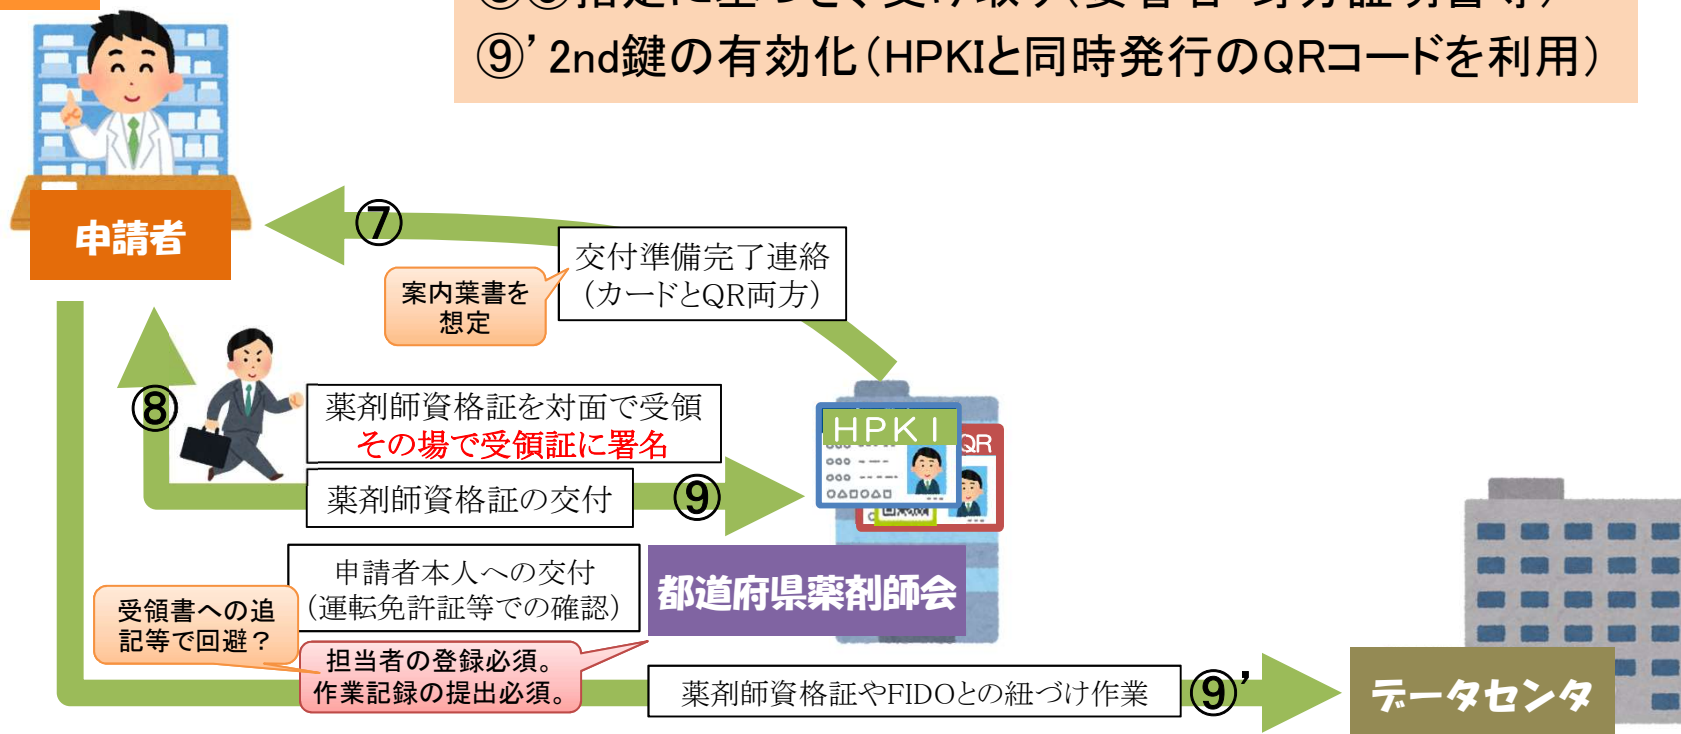 ⑨’2nd鍵の有効化（HPKIと同時発行のQRコードを利用）
申請者
⑦
交付準備完了連絡
（カードとQR両方）
案内葉書を
想定
⑧
薬剤師資格証を対面で受領
その場で受領証に署名
薬剤師資格証の交付
⑨
HPKI
QR
申請者本人への交付
（運転免許証等での確認）
都道府県薬剤師会
受領書への追
記等で回避？
担当者の登録必須。
作業記録の提出必須。
薬剤師資格証やFIDOとの紐づけ作業
⑨’
データセンタ